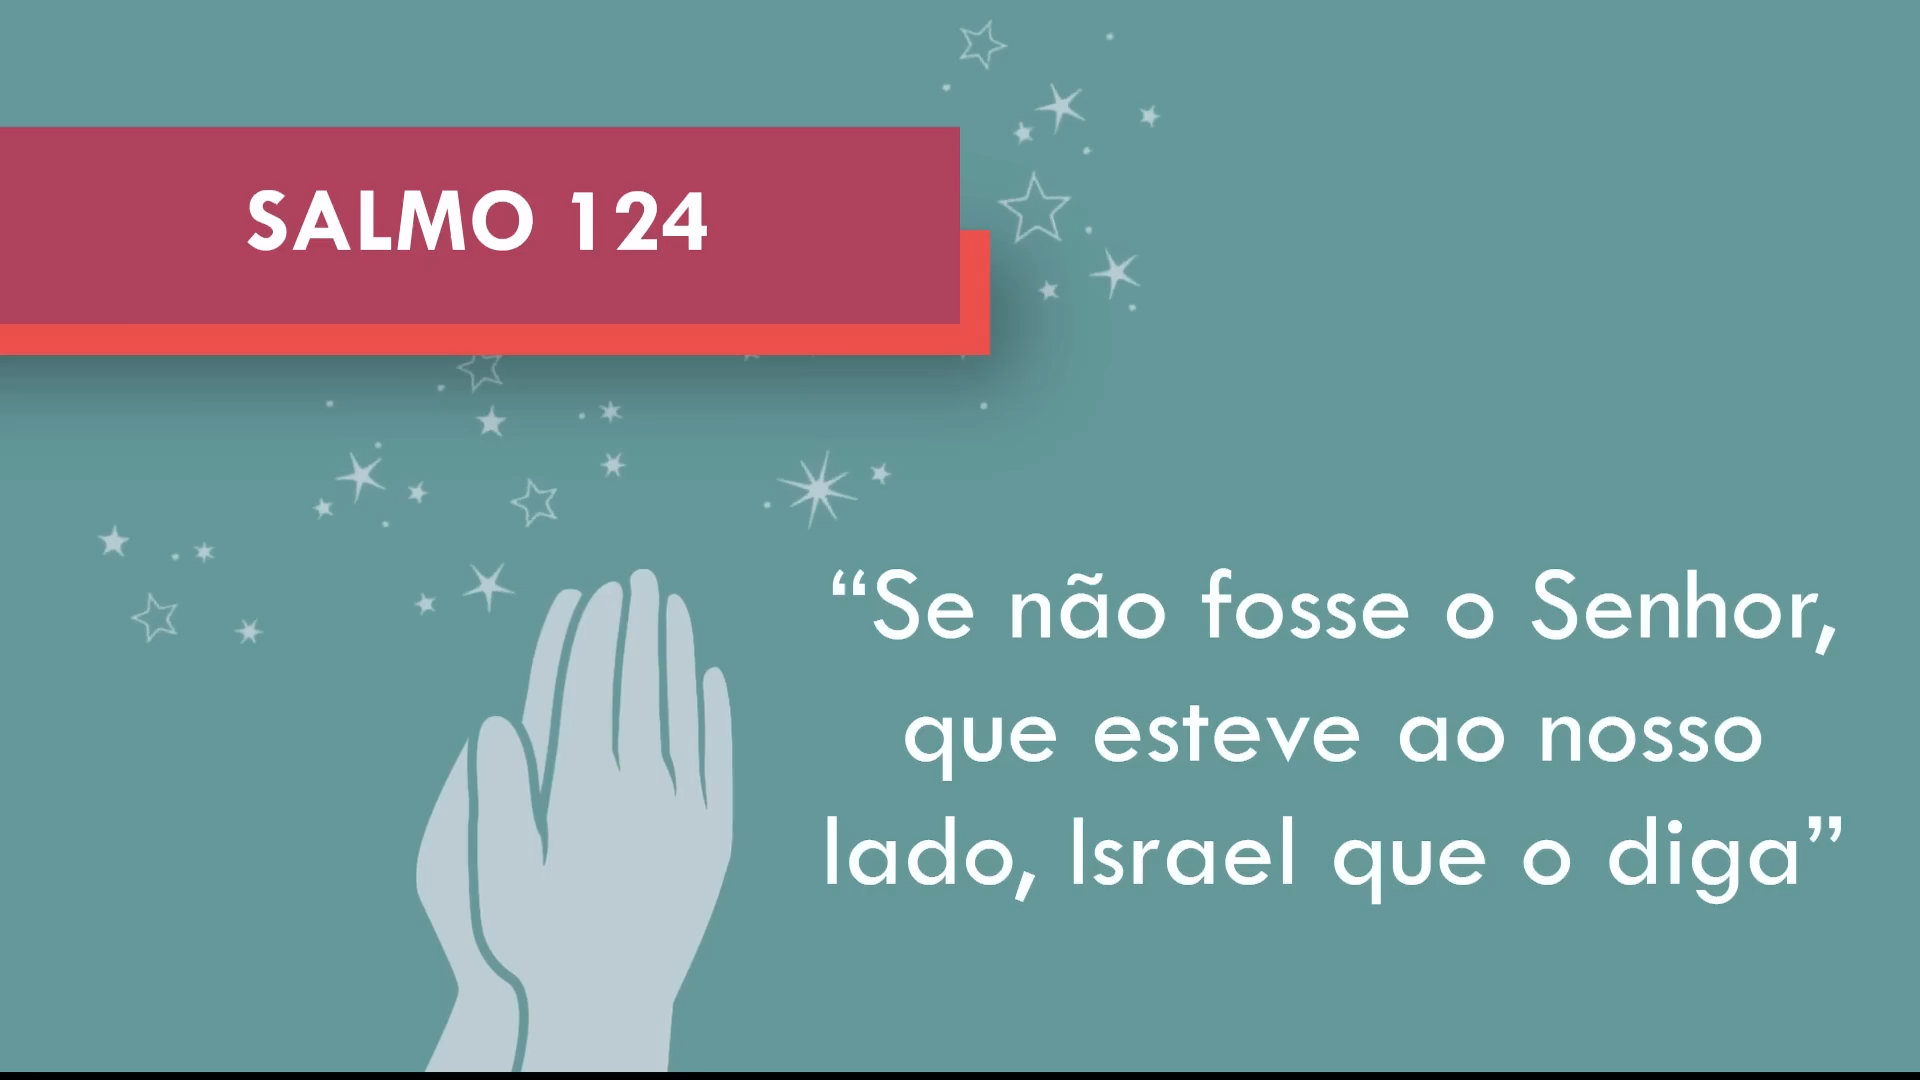 SALMO 124
“Se não fosse o Senhor,
que esteve ao nosso
lado, Israel que o diga”